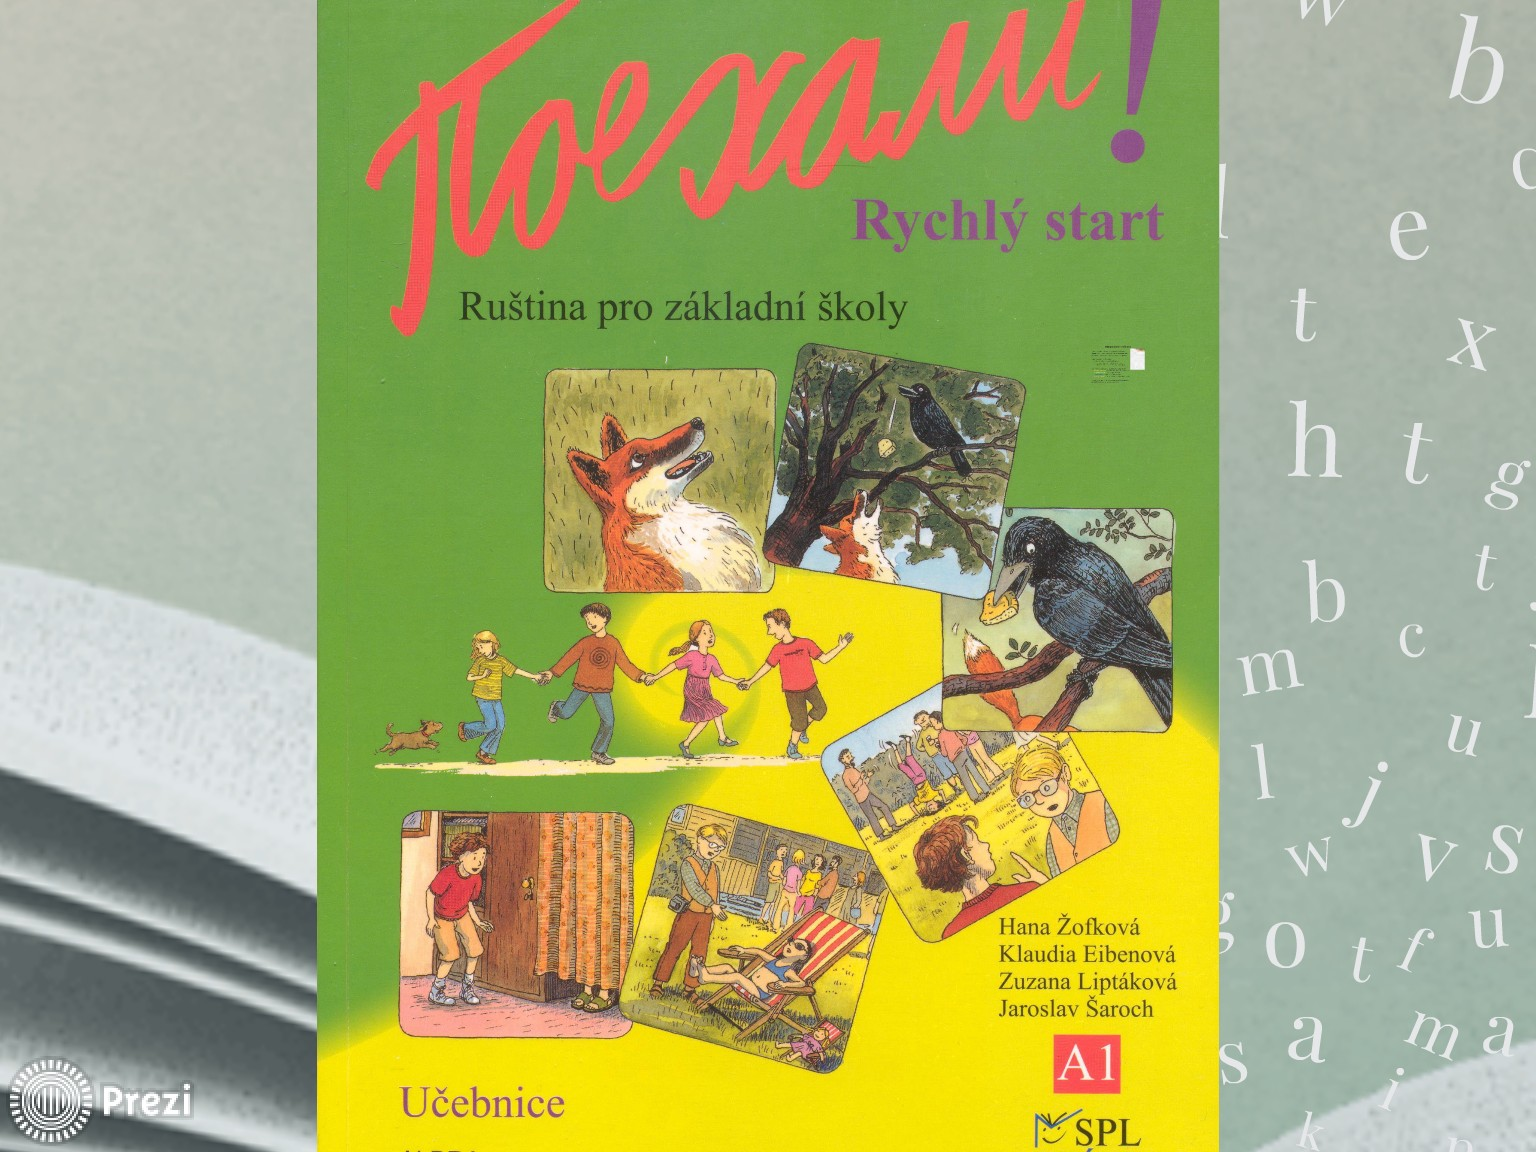 Поехали!
Rychlý start
Ruština pro základní školy
Hana Žofková
Klaudia Eibenová
Zuzana Liptáková
Jaroslav Šaroch
A1
Učebnice
SPL
Prezi
w
b
c
l
e
t
x
h
t
g
t
b
c
m
u
l
j
w
v
s
g
o
t
f
u
a
m
a
s
i
k
n